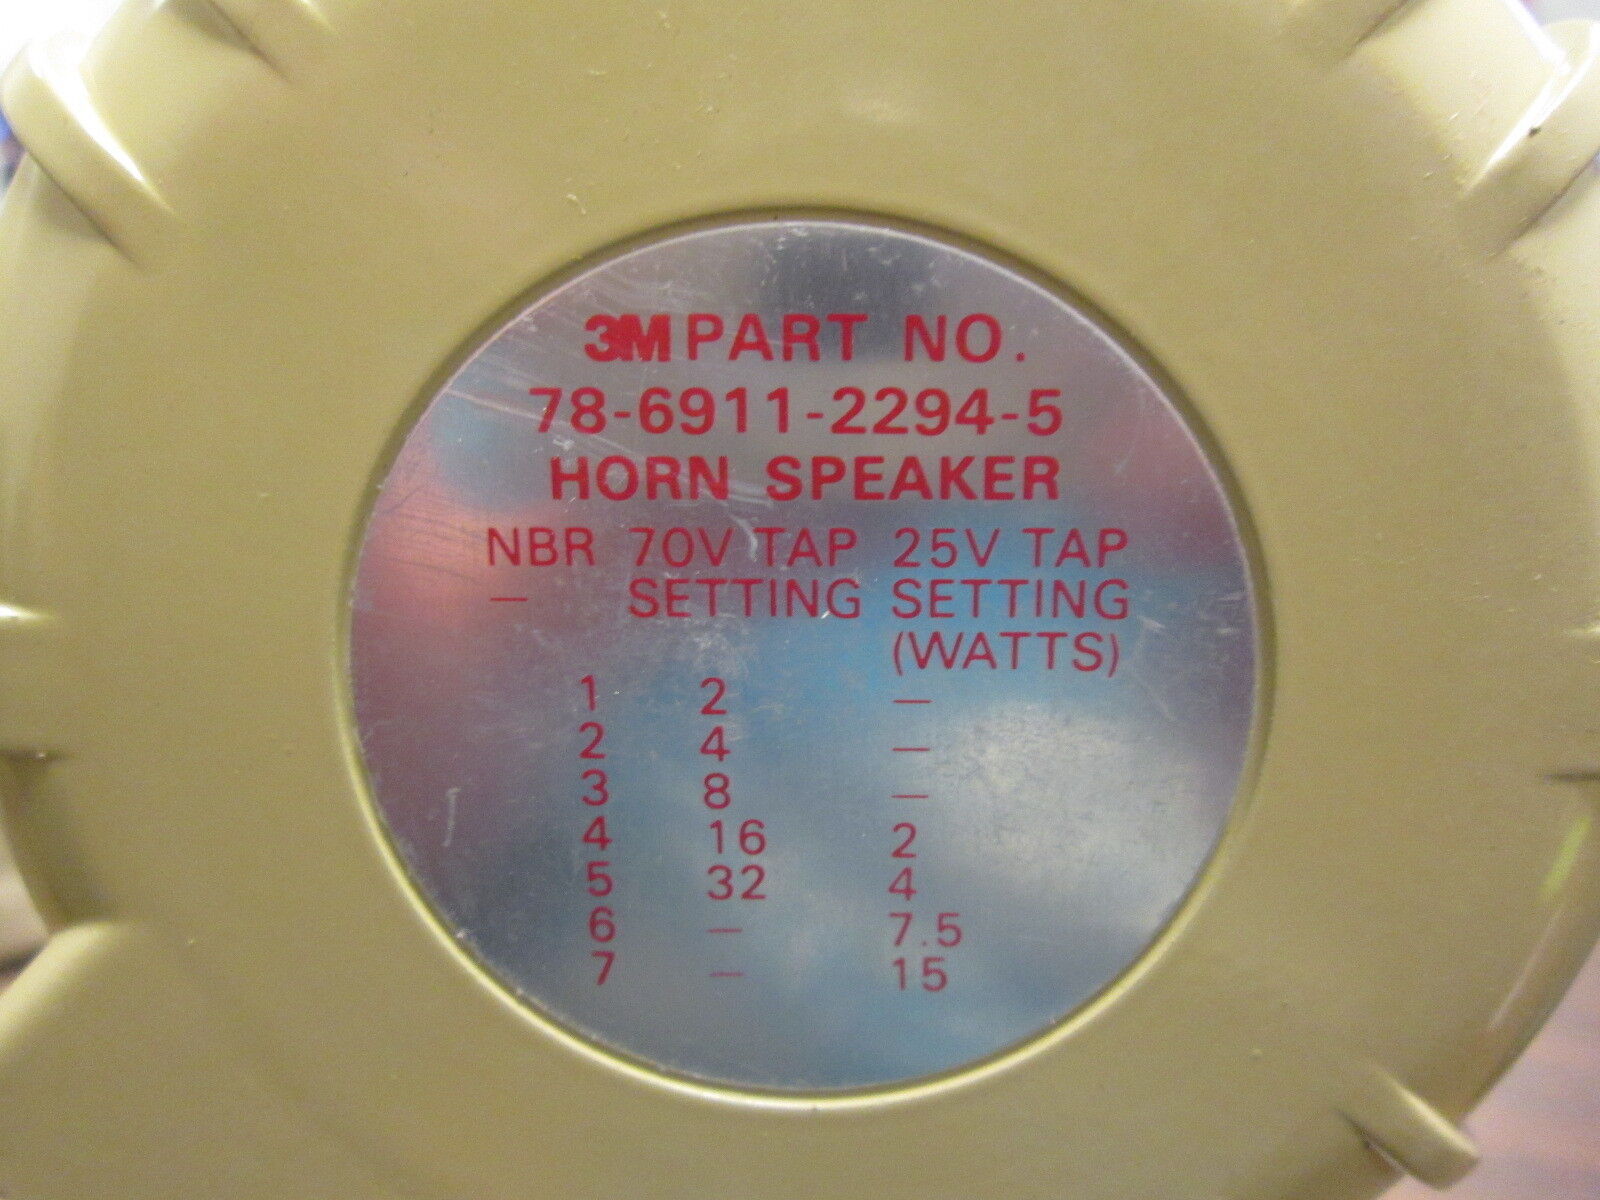 3M PART NO.
78-6911-2294-5
HORN SPEAKER
NBR 70V TAP 25V TAP
— SETTING SETTING
(WATTS)
1 2 —
2 4 —
3 8 —
4 16 2
5 32 4
6 — 7.5
7 — 15